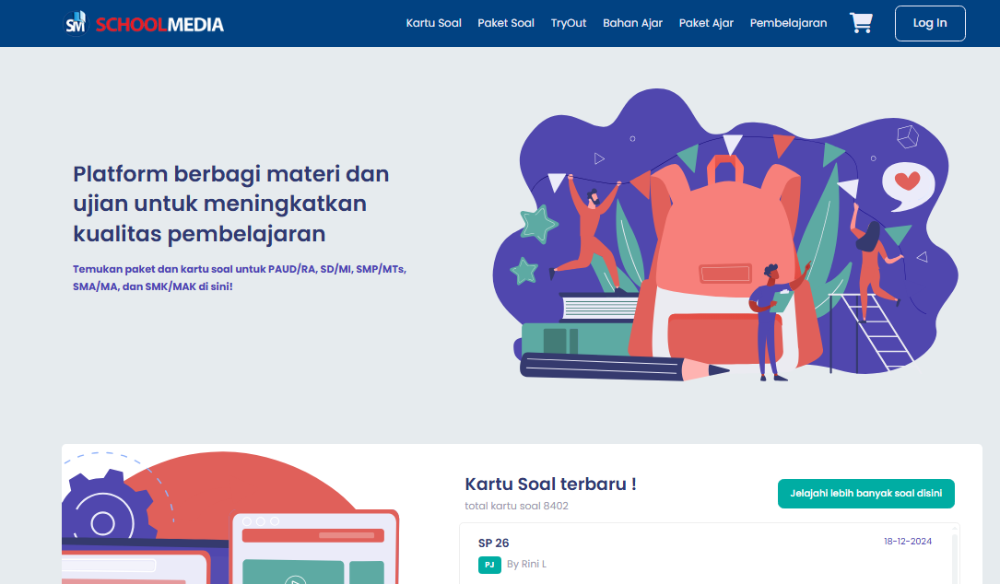 SM SCHOOLMEDIA
Kartu Soal Paket Soal TryOut Bahan Ajar Paket Ajar Pembelajaran Log In
Platform berbagi materi dan
ujian untuk meningkatkan
kualitas pembelajaran
Temukan paket dan kartu soal untuk PAUD/RA, SD/MI, SMP/MTs,
SMA/MA, dan SMK/MAK di sini!
Kartu Soal terbaru !
total kartu soal 8402
Jelajahi lebih banyak soal disini
SP 26
18-12-2024
PJ By Rini L